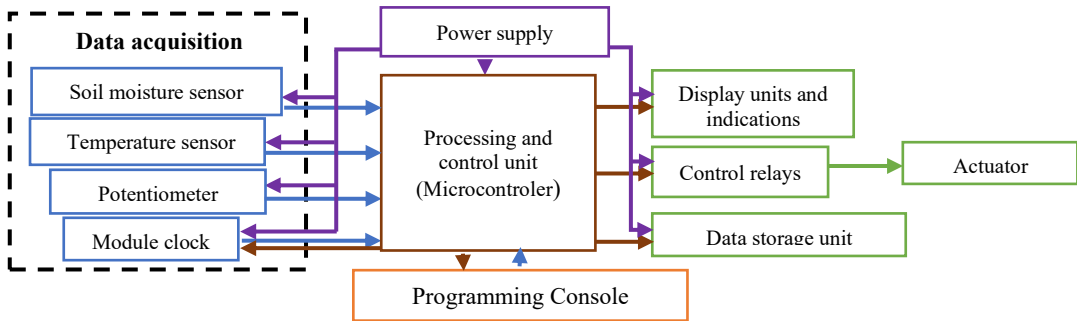 Data acquisition
Soil moisture sensor
Temperature sensor
Potentiometer
Module clock
Power supply
Processing and
control unit
(Microcontroler)
Programming Console
Display units and
indications
Control relays
Actuator
Data storage unit